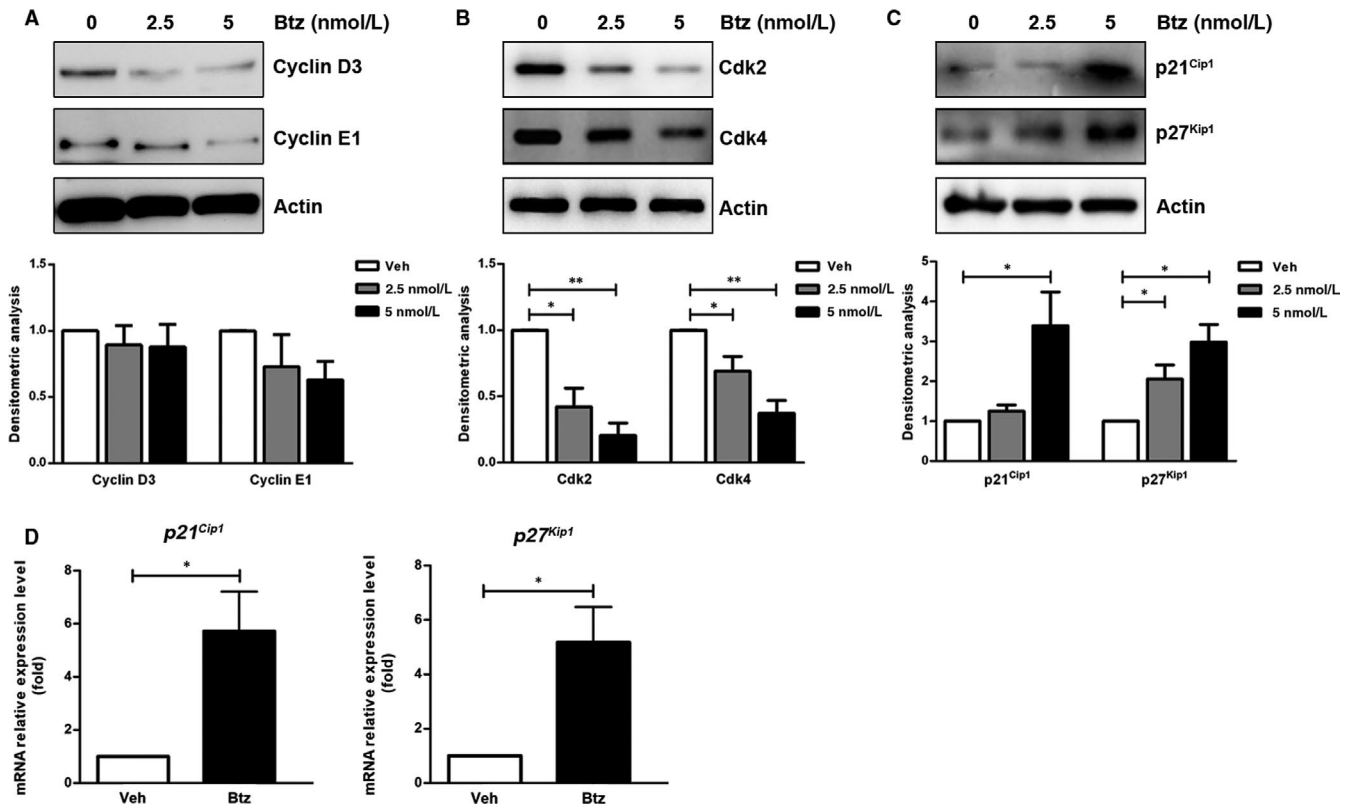 A
0 2.5 5 Btz (nmol/L)
Cyclin D3
Cyclin E1
Actin
Densitometric analysis
1.5
1.0
0.5
0.0
Cyclin D3 Cyclin E1
Veh
2.5 nmol/L
5 nmol/L
B
0 2.5 5 Btz (nmol/L)
Cdk2
Cdk4
Actin
Densitometric analysis
1.5
1.0
0.5
0.0
** *
** *
Cdk2 Cdk4
Veh
2.5 nmol/L
5 nmol/L
C
0 2.5 5 Btz (nmol/L)
p21Cip1
p27Kip1
Actin
Densitometric analysis
5
4
3
2
1
0
*
* *
p21Cip1 p27Kip1
Veh
2.5 nmol/L
5 nmol/L
D
p21Cip1
mRNA relative expression level
(fold)
8
6
4
2
0
*
Veh Btz
p27Kip1
mRNA relative expression level
(fold)
8
6
4
2
0
*
Veh Btz